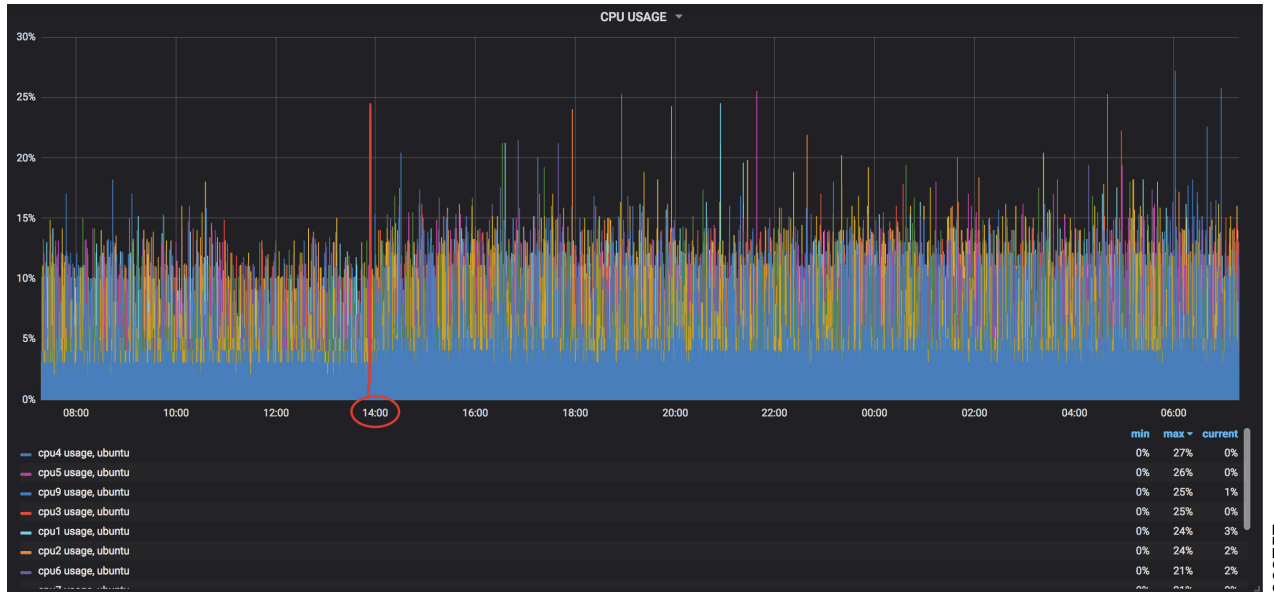 CPU USAGE
30%
25%
20%
15%
10%
5%
0%
08:00 10:00 12:00 14:00 16:00 18:00 20:00 22:00 00:00 02:00 04:00 06:00
min max current
cpu4 usage, ubuntu 0% 27% 0%
cpu5 usage, ubuntu 0% 26% 0%
cpu9 usage, ubuntu 0% 25% 1%
cpu3 usage, ubuntu 0% 25% 0%
cpu1 usage, ubuntu 0% 24% 3%
cpu2 usage, ubuntu 0% 24% 2%
cpu6 usage, ubuntu 0% 21% 2%